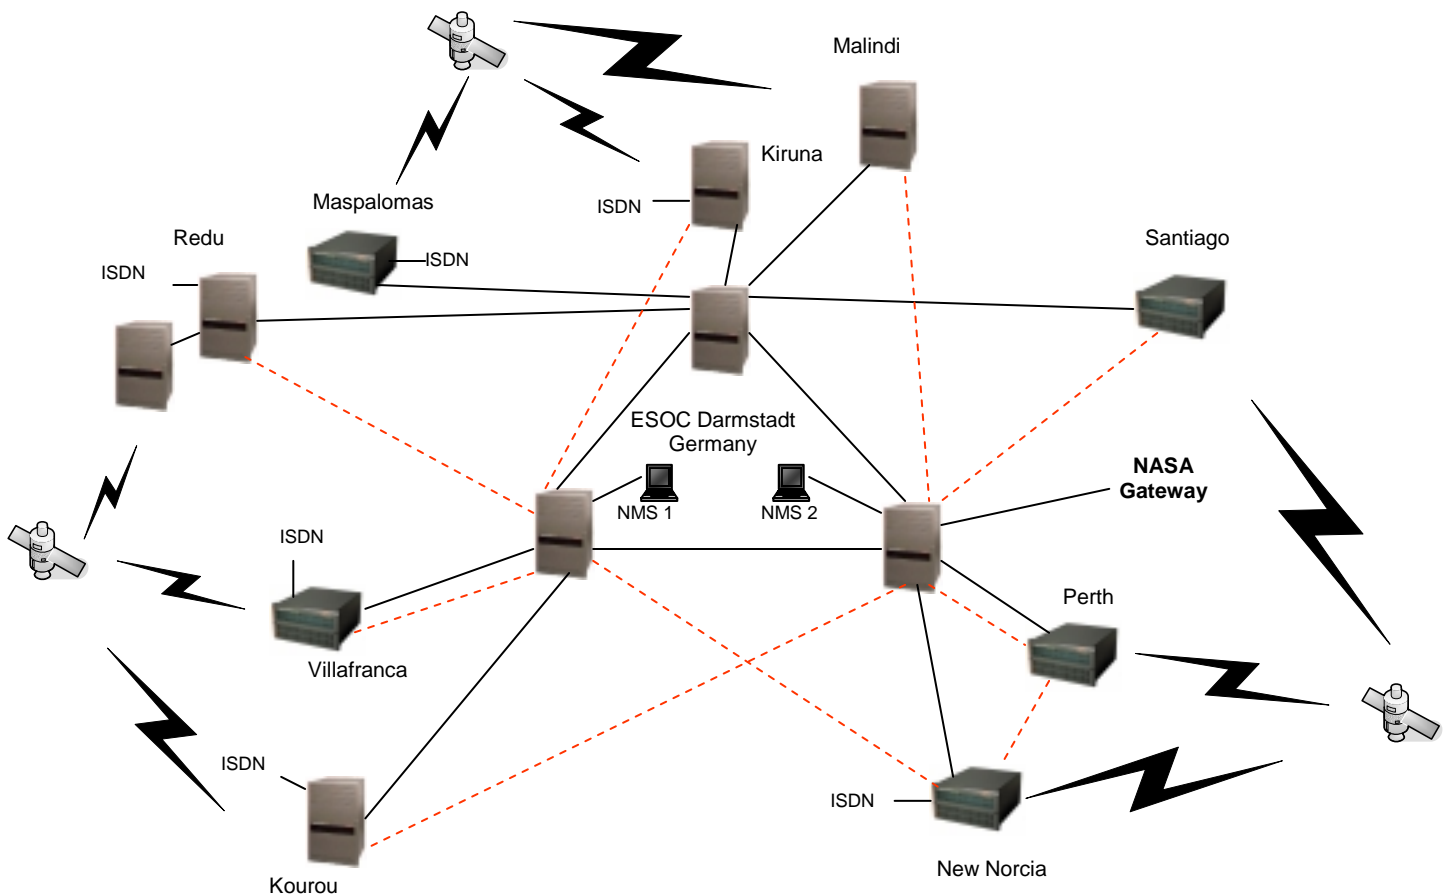 Malindi
Kiruna
ISDN
Maspalomas
Redu
ISDN
Santiago
ISDN
ESOC Darmstadt
Germany
NASA
Gateway
NMS 1
NMS 2
ISDN
Perth
Villafranca
ISDN
ISDN
New Norcia
Kourou